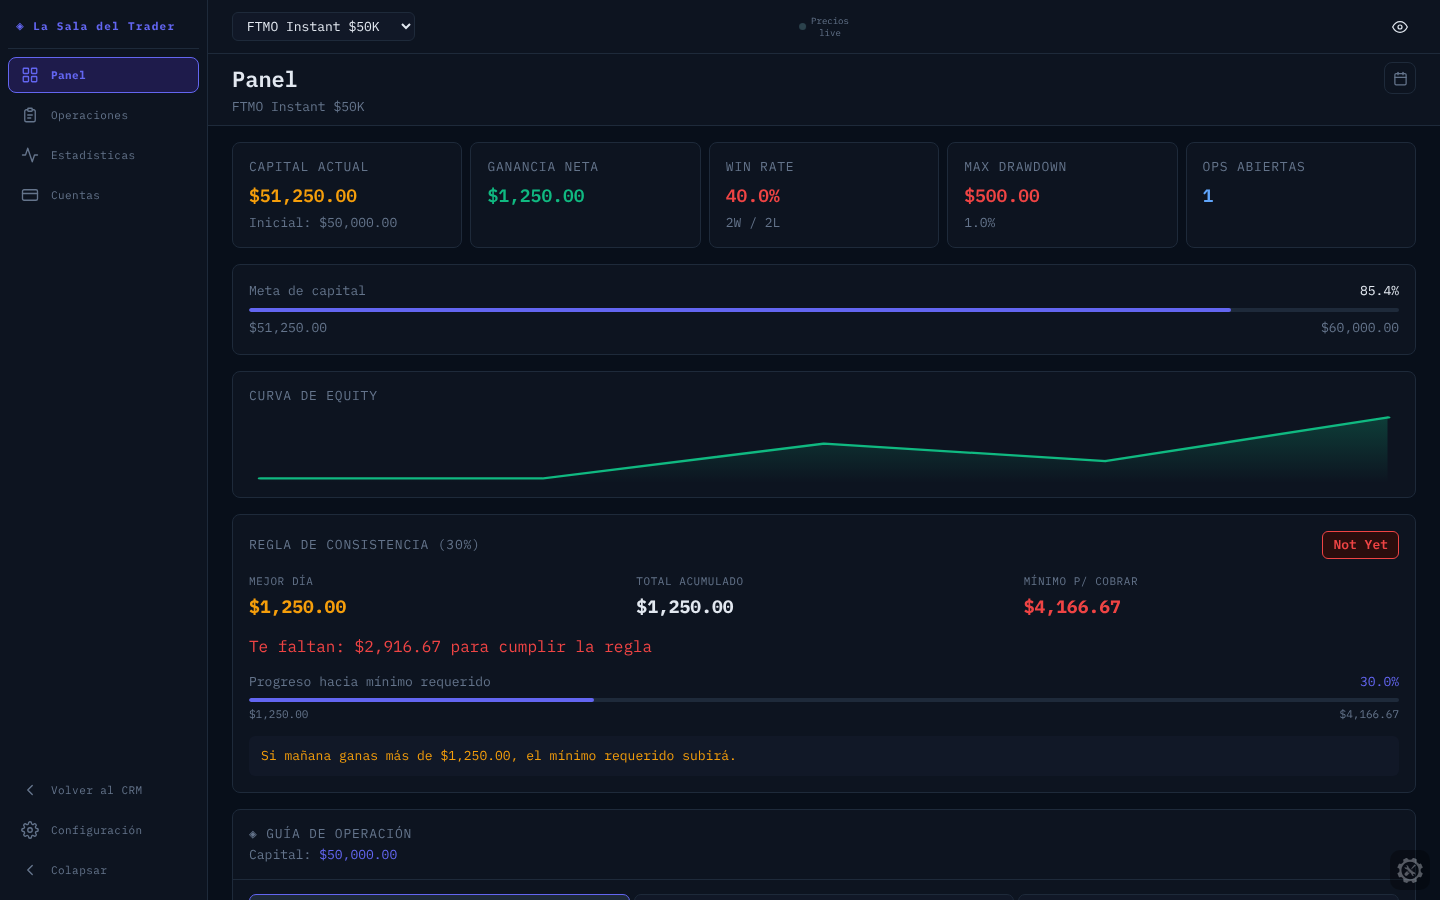 ◈ La Sala del Trader
FTMO Instant $50K
Precios
live
Panel
Operaciones
Estadísticas
Cuentas
Panel
FTMO Instant $50K
CAPITAL ACTUAL
$51,250.00
Inicial: $50,000.00
GANANCIA NETA
$1,250.00
WIN RATE
40.0%
2W / 2L
MAX DRAWDOWN
$500.00
1.0%
OPS ABIERTAS
1
Meta de capital
85.4%
$51,250.00
$60,000.00
CURVA DE EQUITY
REGLA DE CONSISTENCIA (30%)
Not Yet
MEJOR DÍA
$1,250.00
TOTAL ACUMULADO
$1,250.00
MÍNIMO P/ COBRAR
$4,166.67
Te faltan: $2,916.67 para cumplir la regla
Progreso hacia mínimo requerido
30.0%
$1,250.00
$4,166.67
Si mañana ganas más de $1,250.00, el mínimo requerido subirá.
◈ GUÍA DE OPERACIÓN
Capital: $50,000.00
Volver al CRM
Configuración
Colapsar